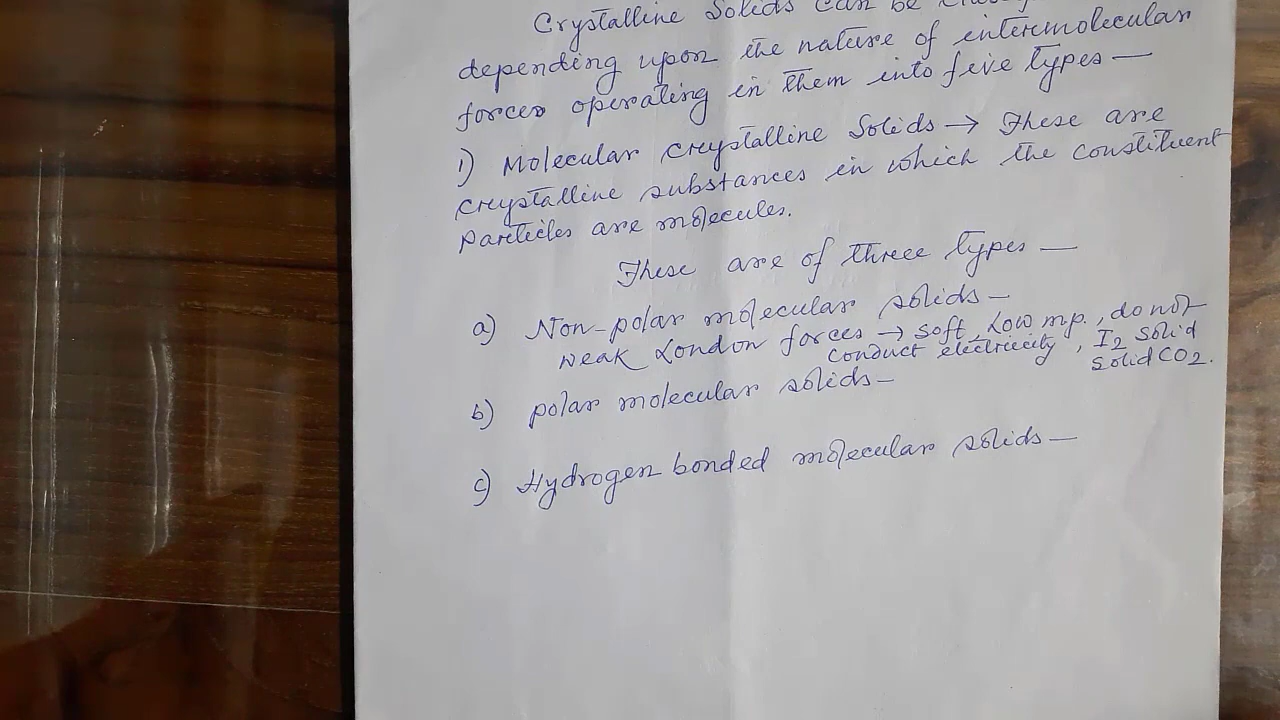 Crystalline Solids can be
depending upon the nature of intermolecular
forces operating in them into five types —
1) Molecular crystalline Solids → These are
crystalline substances in which the constituent
particles are molecules.
These are of three types —
a) Non-polar molecular solids —
weak London forces → soft, Low m.p., do not
conduct electricity, I2 solid
solid CO2.
b) polar molecular solids —
c) Hydrogen bonded molecular solids —